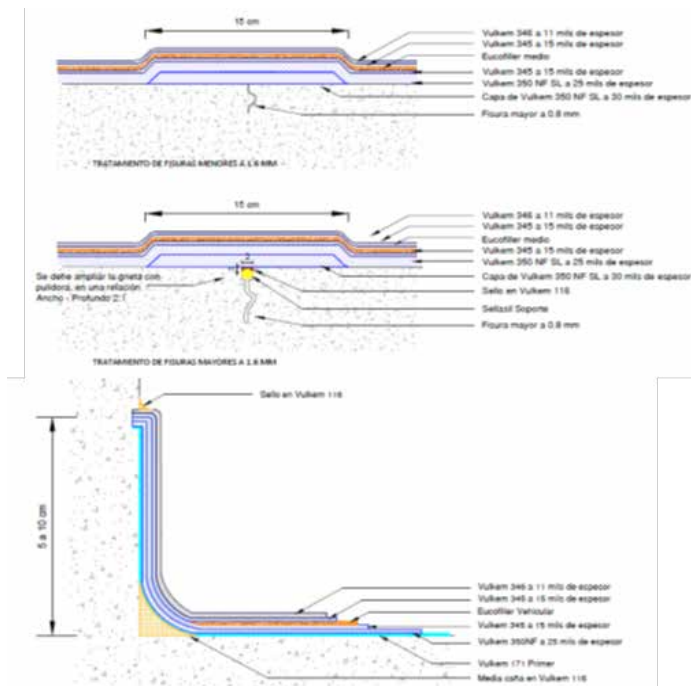 15 cm
Vulkem 346 a 11 mils de espesor
Vulkem 345 a 15 mils de espesor
Eucofiller medio
Vulkem 345 a 15 mils de espesor
Vulkem 350 NF SL a 25 mils de espesor
Capa de Vulkem 350 NF SL a 30 mils de espesor
Fisura mayor a 0.8 mm
TRATAMIENTO DE FISURAS MENORES A 1.6 MM
15 cm
Vulkem 346 a 11 mils de espesor
Vulkem 345 a 15 mils de espesor
Eucofiller medio
Vulkem 345 a 15 mils de espesor
Vulkem 350 NF SL a 25 mils de espesor
Capa de Vulkem 350 NF SL a 30 mils de espesor
Sello en Vulkem 116
Sellasil Soporte
Fisura mayor a 0.8 mm
2
Se debe ampliar la grieta con
pulidora, en una relación
Ancho - Profundo 2:1
TRATAMIENTO DE FISURAS MAYORES A 1.6 MM
Sello en Vulkem 116
5 a 10 cm
Vulkem 346 a 11 mils de espesor
Vulkem 345 a 15 mils de espesor
Eucofiller Vehicular
Vulkem 345 a 15 mils de espesor
Vulkem 350NF a 25 mils de espesor
Vulkem 171 Primer
Media caña en Vulkem 116